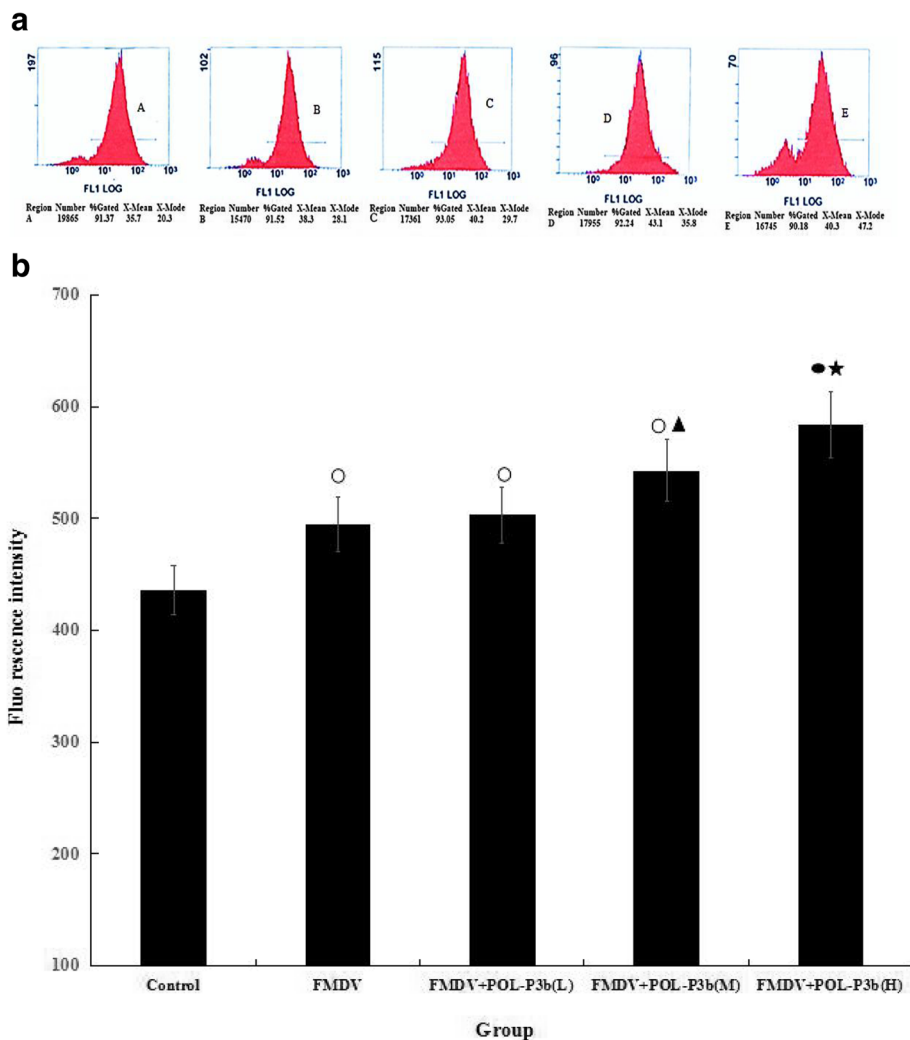 a
197
A
10⁰ 10¹ 10² 10³
FL1 LOG
Region Number %Gated X-Mean X-Mode
A 19865 91.37 35.7 20.3
102
B
10⁰ 10¹ 10² 10³
FL1 LOG
Region Number %Gated X-Mean X-Mode
B 15470 91.52 38.3 28.1
115
C
10⁰ 10¹ 10² 10³
FL1 LOG
Region Number %Gated X-Mean X-Mode
C 17361 93.05 40.2 29.7
96
D
10⁰ 10¹ 10² 10³
FL1 LOG
Region Number %Gated X-Mean X-Mode
D 17955 92.24 43.1 35.8
70
E
10⁰ 10¹ 10² 10³
FL1 LOG
Region Number %Gated X-Mean X-Mode
E 16745 90.18 40.3 47.2
b
Fluo rescence intensity
700
600
500
400
300
200
100
Control FMDV FMDV+POL-P3b(L) FMDV+POL-P3b(M) FMDV+POL-P3b(H)
Group